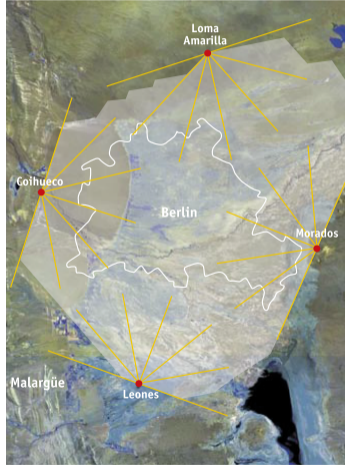 Loma
Amarilla
Coihueco
Berlin
Morados
Malargüe
Leones